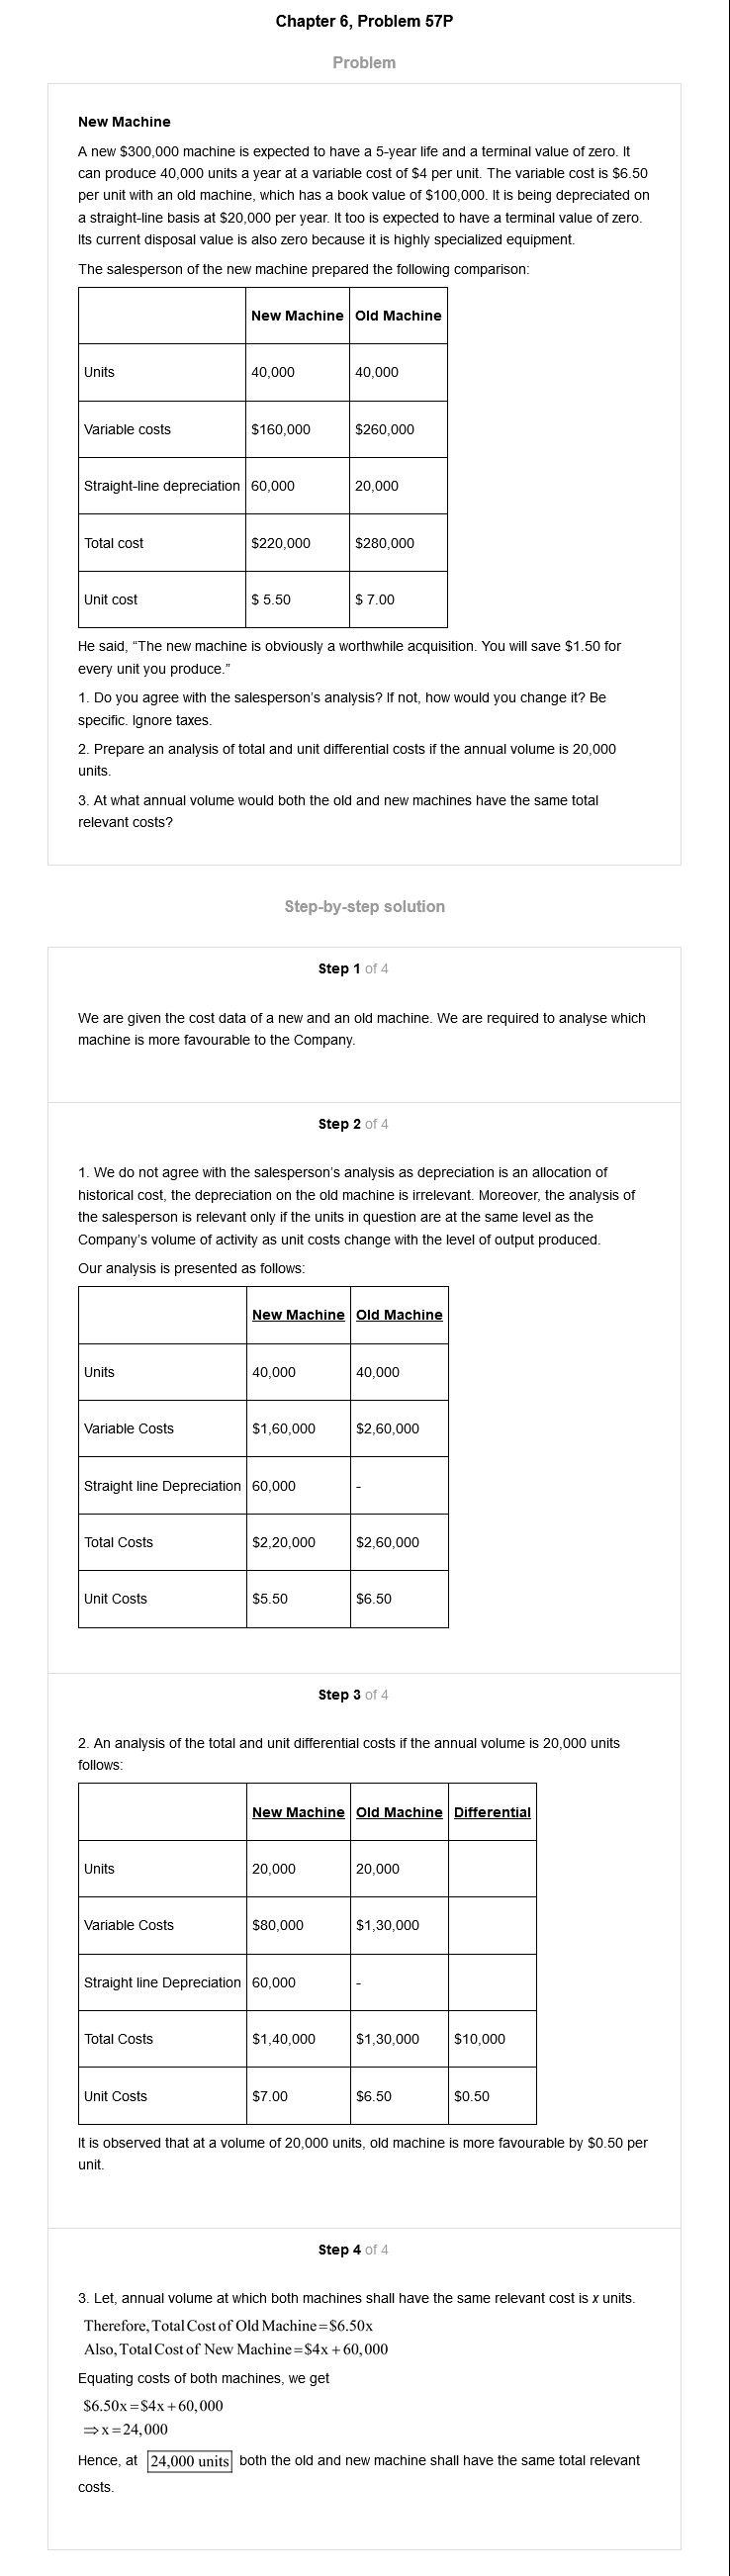 Chapter 6, Problem 57P
Problem
New Machine
A new $300,000 machine is expected to have a 5-year life and a terminal value of zero. It
can produce 40,000 units a year at a variable cost of $4 per unit. The variable cost is $6.50
per unit with an old machine, which has a book value of $100,000. It is being depreciated on
a straight-line basis at $20,000 per year. It too is expected to have a terminal value of zero.
Its current disposal value is also zero because it is highly specialized equipment.
The salesperson of the new machine prepared the following comparison:
New Machine Old Machine
Units 40,000 40,000
Variable costs $160,000 $260,000
Straight-line depreciation 60,000 20,000
Total cost $220,000 $280,000
Unit cost $ 5.50 $ 7.00
He said, “The new machine is obviously a worthwhile acquisition. You will save $1.50 for
every unit you produce.”
1. Do you agree with the salesperson’s analysis? If not, how would you change it? Be
specific. Ignore taxes.
2. Prepare an analysis of total and unit differential costs if the annual volume is 20,000
units.
3. At what annual volume would both the old and new machines have the same total
relevant costs?
Step-by-step solution
Step 1 of 4
We are given the cost data of a new and an old machine. We are required to analyse which
machine is more favourable to the Company.
Step 2 of 4
1. We do not agree with the salesperson’s analysis as depreciation is an allocation of
historical cost, the depreciation on the old machine is irrelevant. Moreover, the analysis of
the salesperson is relevant only if the units in question are at the same level as the
Company’s volume of activity as unit costs change with the level of output produced.
Our analysis is presented as follows:
New Machine Old Machine
Units 40,000 40,000
Variable Costs $1,60,000 $2,60,000
Straight line Depreciation 60,000 -
Total Costs $2,20,000 $2,60,000
Unit Costs $5.50 $6.50
Step 3 of 4
2. An analysis of the total and unit differential costs if the annual volume is 20,000 units
follows:
New Machine Old Machine Differential
Units 20,000 20,000
Variable Costs $80,000 $1,30,000
Straight line Depreciation 60,000 -
Total Costs $1,40,000 $1,30,000 $10,000
Unit Costs $7.00 $6.50 $0.50
It is observed that at a volume of 20,000 units, old machine is more favourable by $0.50 per
unit.
Step 4 of 4
3. Let, annual volume at which both machines shall have the same relevant cost is x units.
Therefore, Total Cost of Old Machine=$6.50x
Also, Total Cost of New Machine=$4x+60,000
Equating costs of both machines, we get
$6.50x=$4x+60,000
⇒x=24,000
Hence, at 24,000 units both the old and new machine shall have the same total relevant
costs.